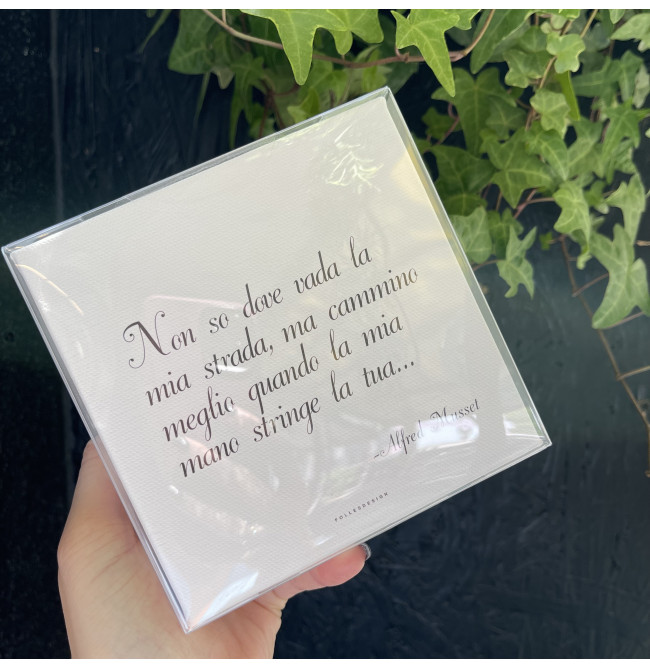 Non so dove vada la
mia strada, ma cammino
meglio quando la mia
mano stringe la tua...
-Alfred Musset
FOLLEDESIGN